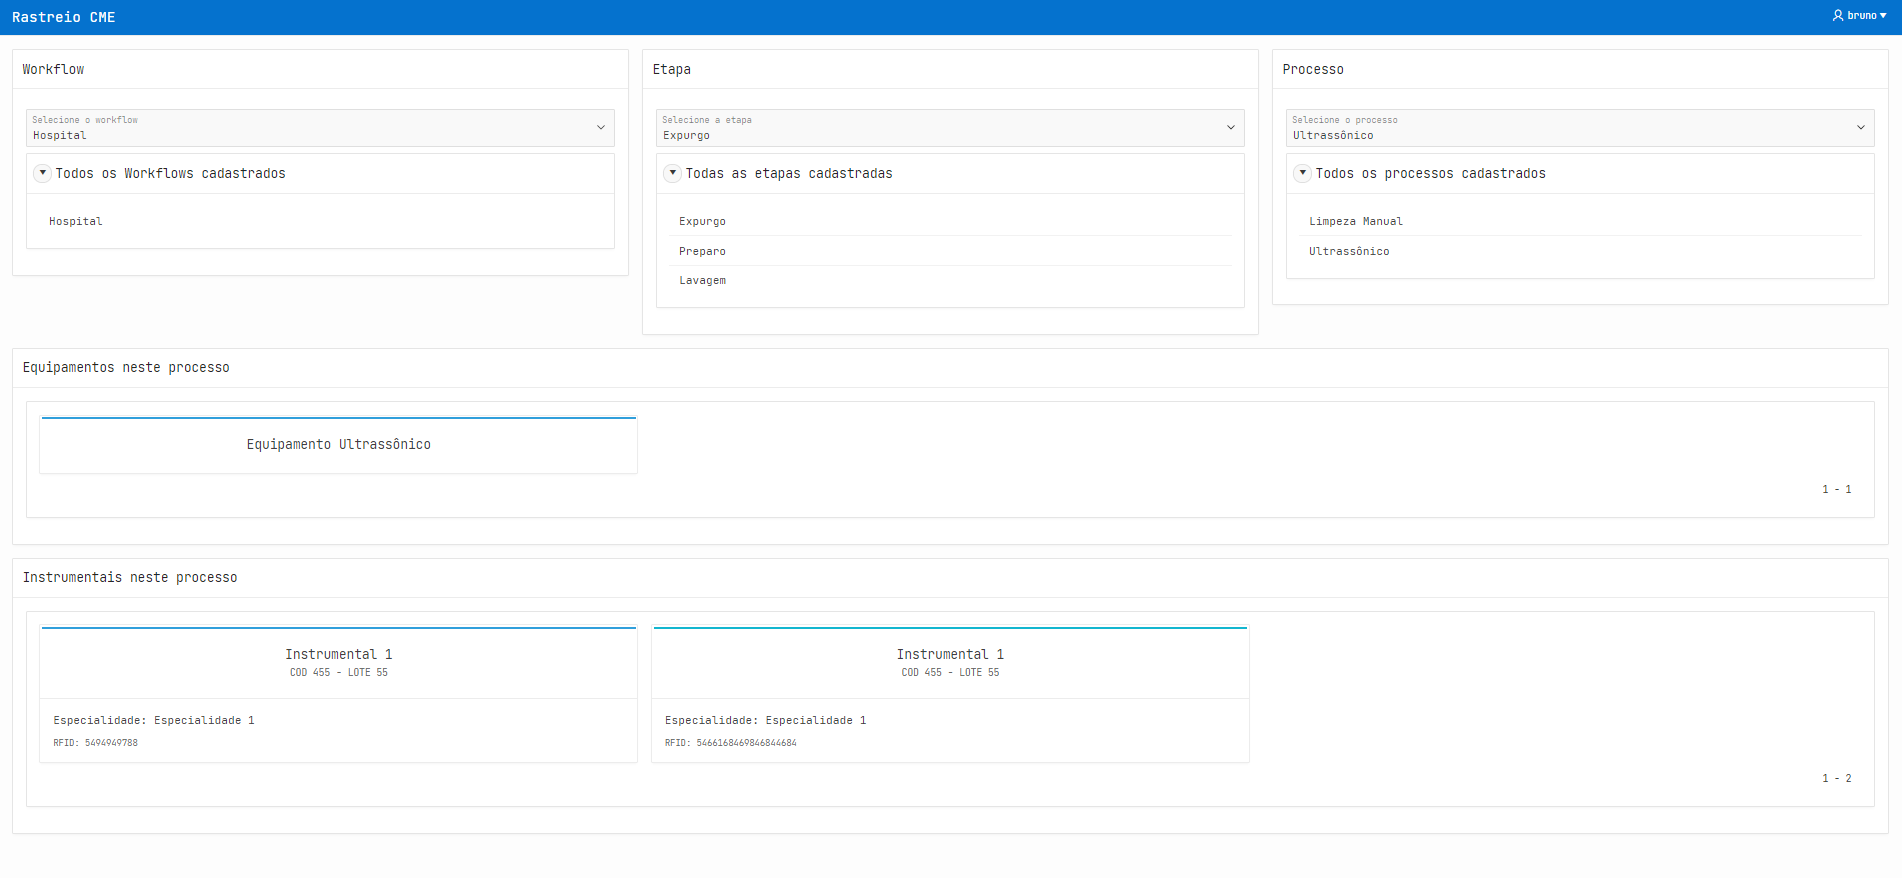 Rastreio CME
bruno
Workflow
Selecione o workflow
Hospital
Todos os Workflows cadastrados
Hospital
Etapa
Selecione a etapa
Expurgo
Todas as etapas cadastradas
Expurgo
Preparo
Lavagem
Processo
Selecione o processo
Ultrassônico
Todos os processos cadastrados
Limpeza Manual
Ultrassônico
Equipamentos neste processo
Equipamento Ultrassônico
1 - 1
Instrumentais neste processo
Instrumental 1
COD 455 - LOTE 55
Especialidade: Especialidade 1
RFID: 5494949788
Instrumental 1
COD 455 - LOTE 55
Especialidade: Especialidade 1
RFID: 5466168469846844684
1 - 2